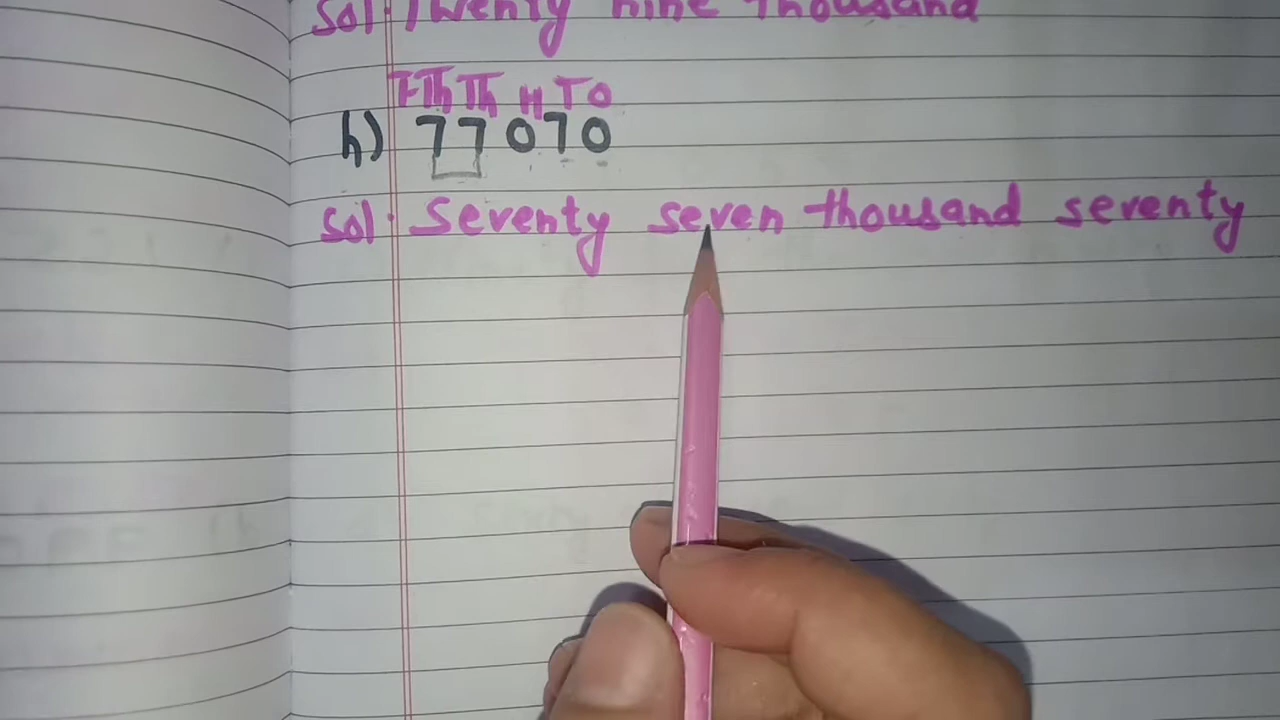 Sol. Twenty nine thousand
TTh Th H T O
h) 77070
Sol. Seventy seven thousand seventy